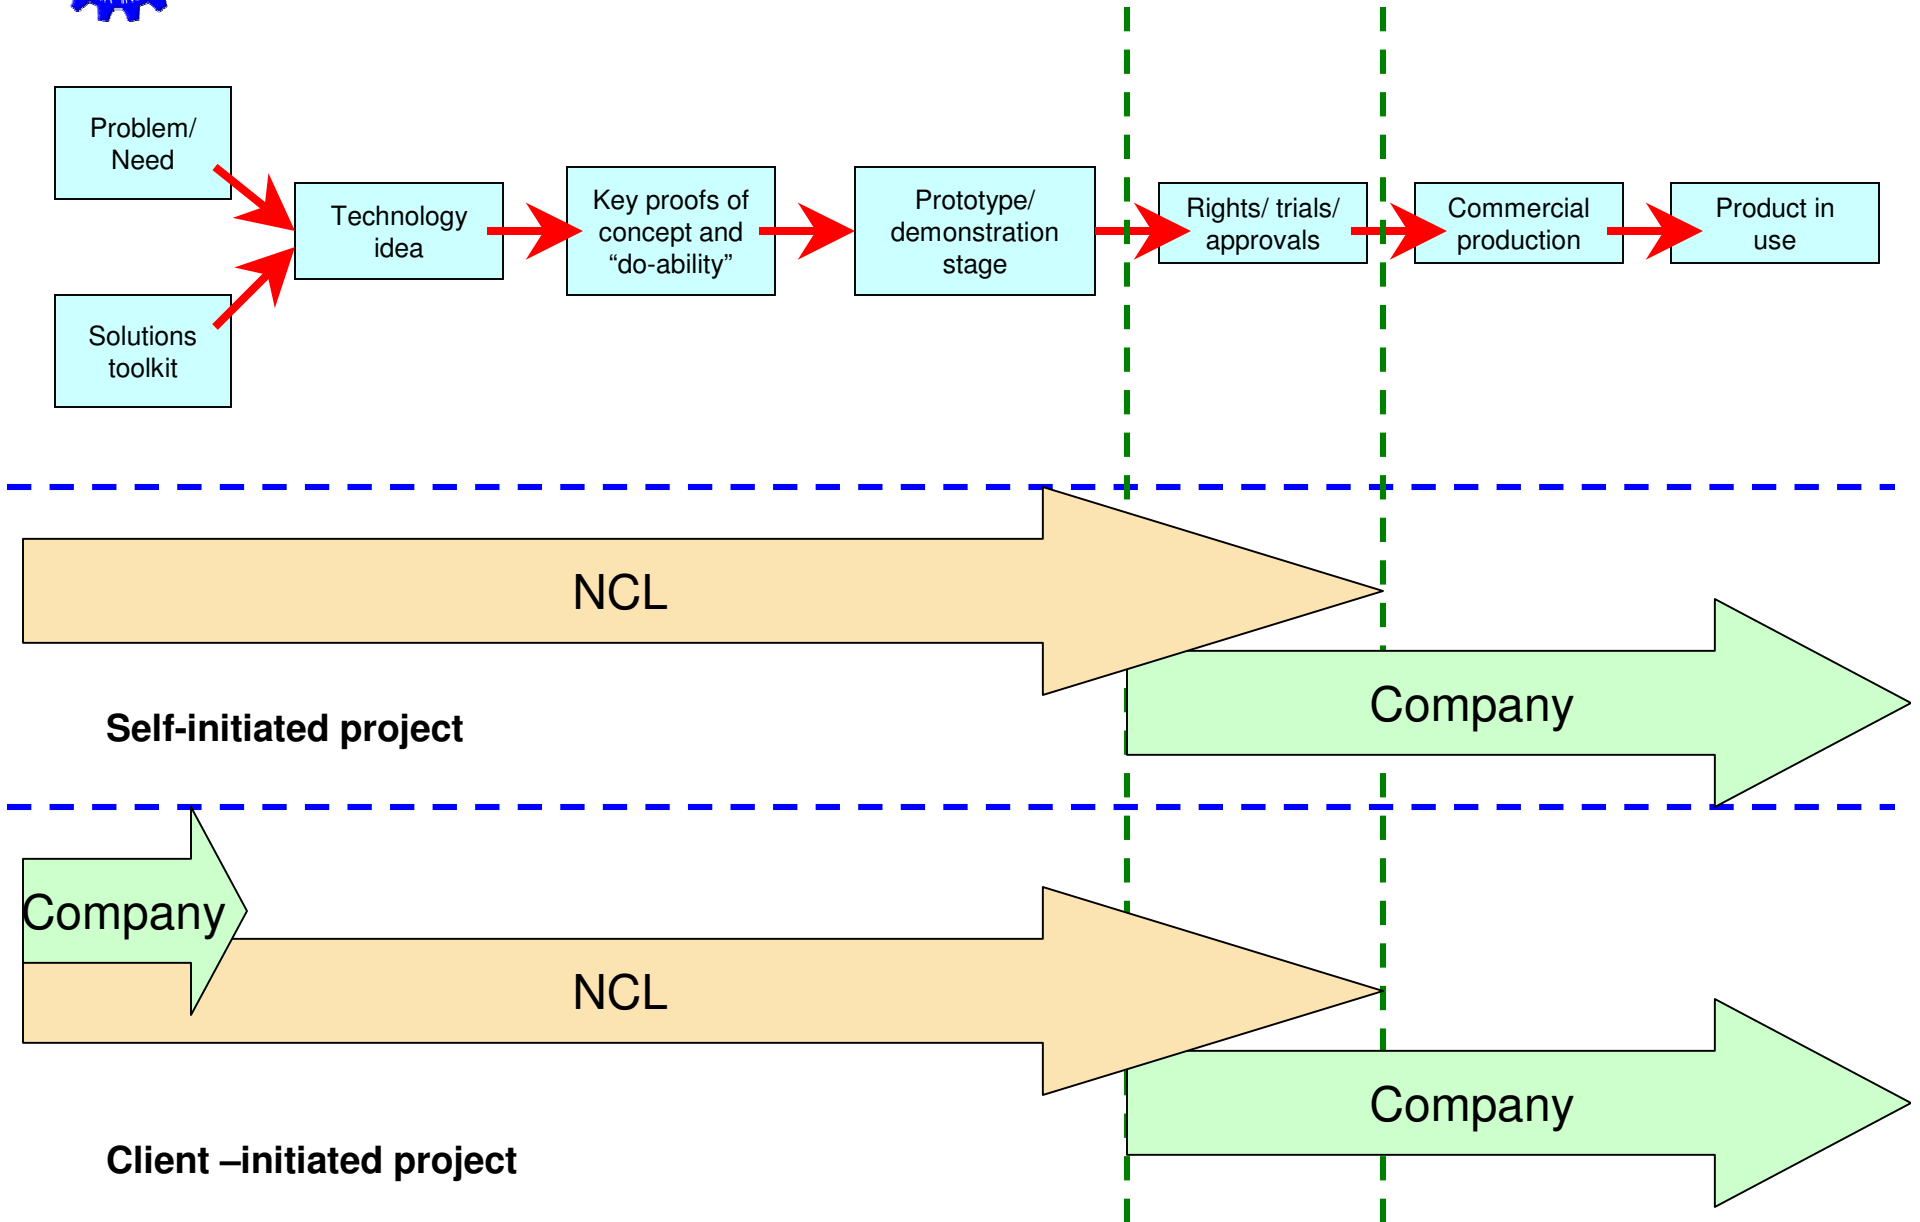 Problem/
Need
Solutions
toolkit
Technology
idea
Key proofs of
concept and
“do-ability”
Prototype/
demonstration
stage
Rights/ trials/
approvals
Commercial
production
Product in
use
NCL
Company
Self-initiated project
Company
NCL
Company
Client –initiated project